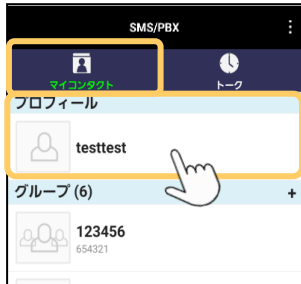 SMS/PBX
マイコンタクト トーク
プロフィール
testtest
グループ (6) +
123456
654321